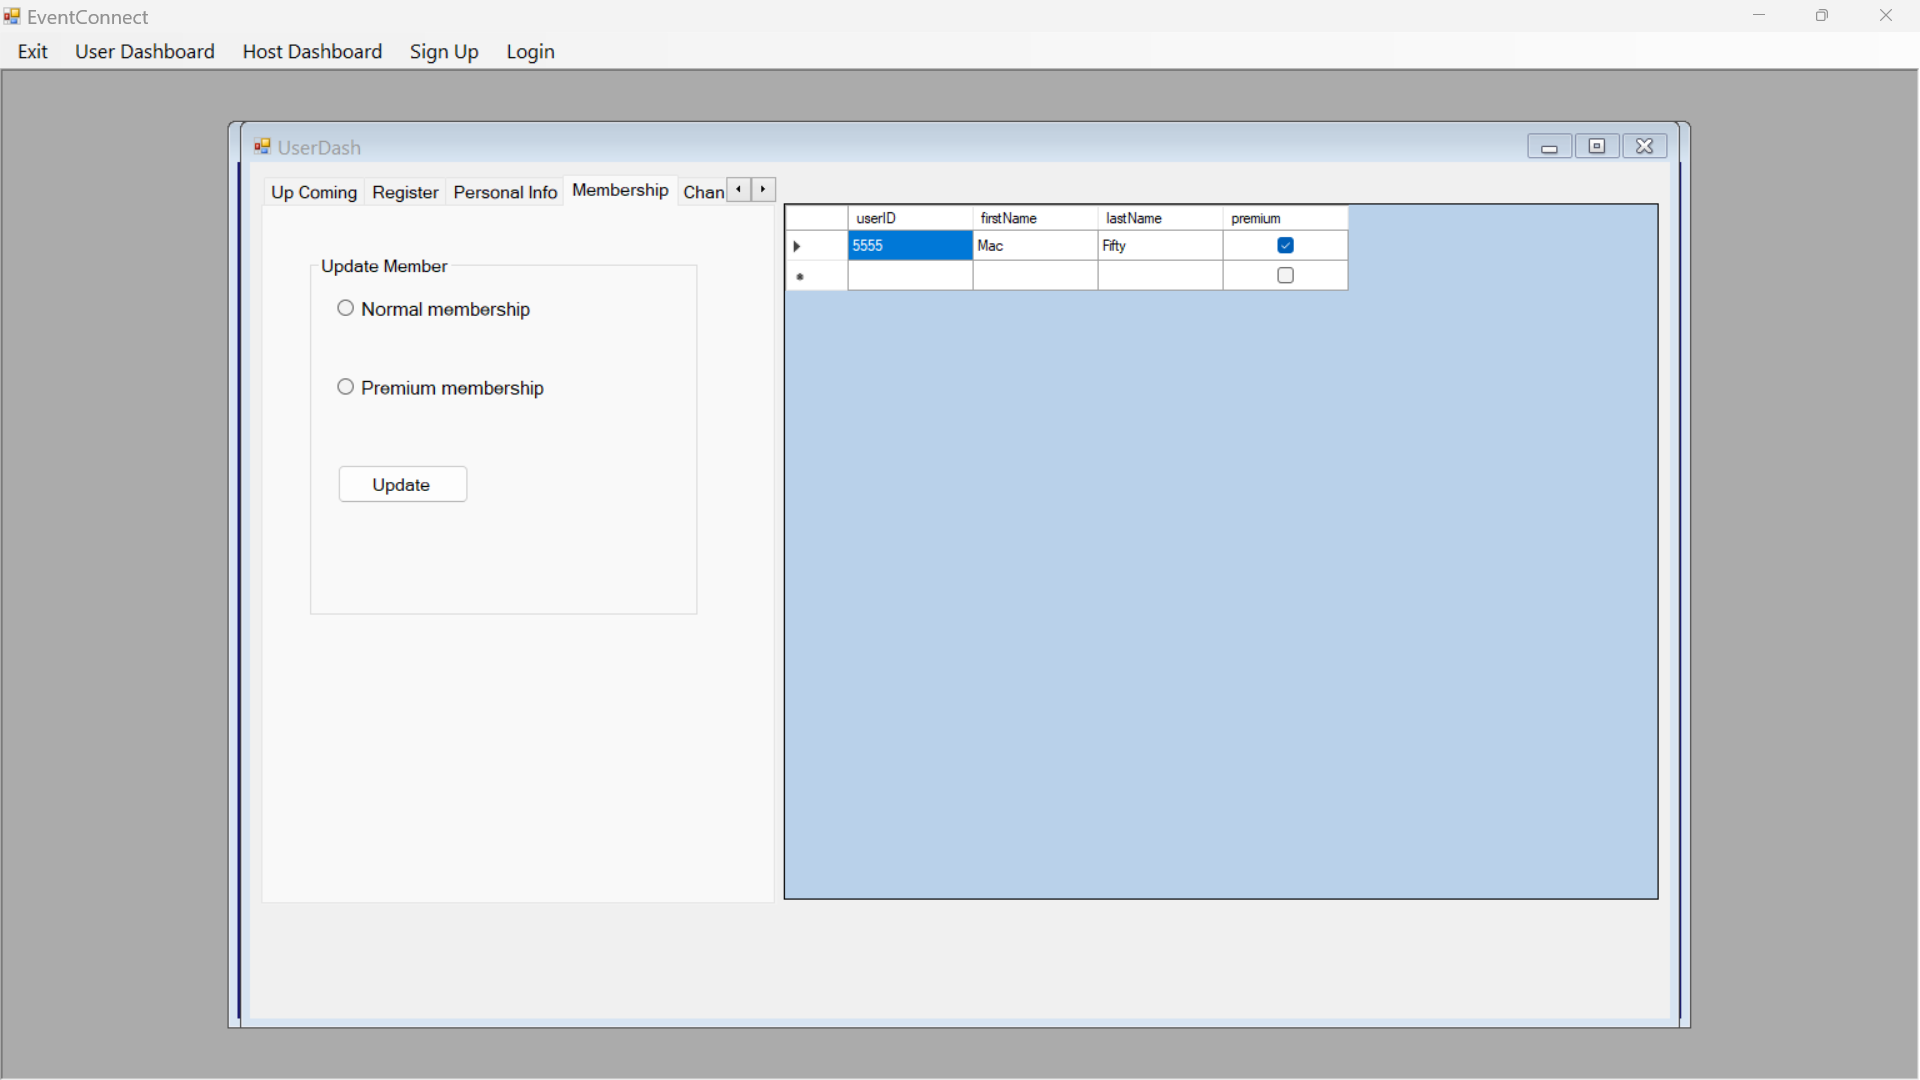 EventConnect
Exit User Dashboard Host Dashboard Sign Up Login
UserDash
Up Coming Register Personal Info Membership Chan
userID firstName lastName premium
5555 Mac Fifty
Update Member
Normal membership
Premium membership
Update